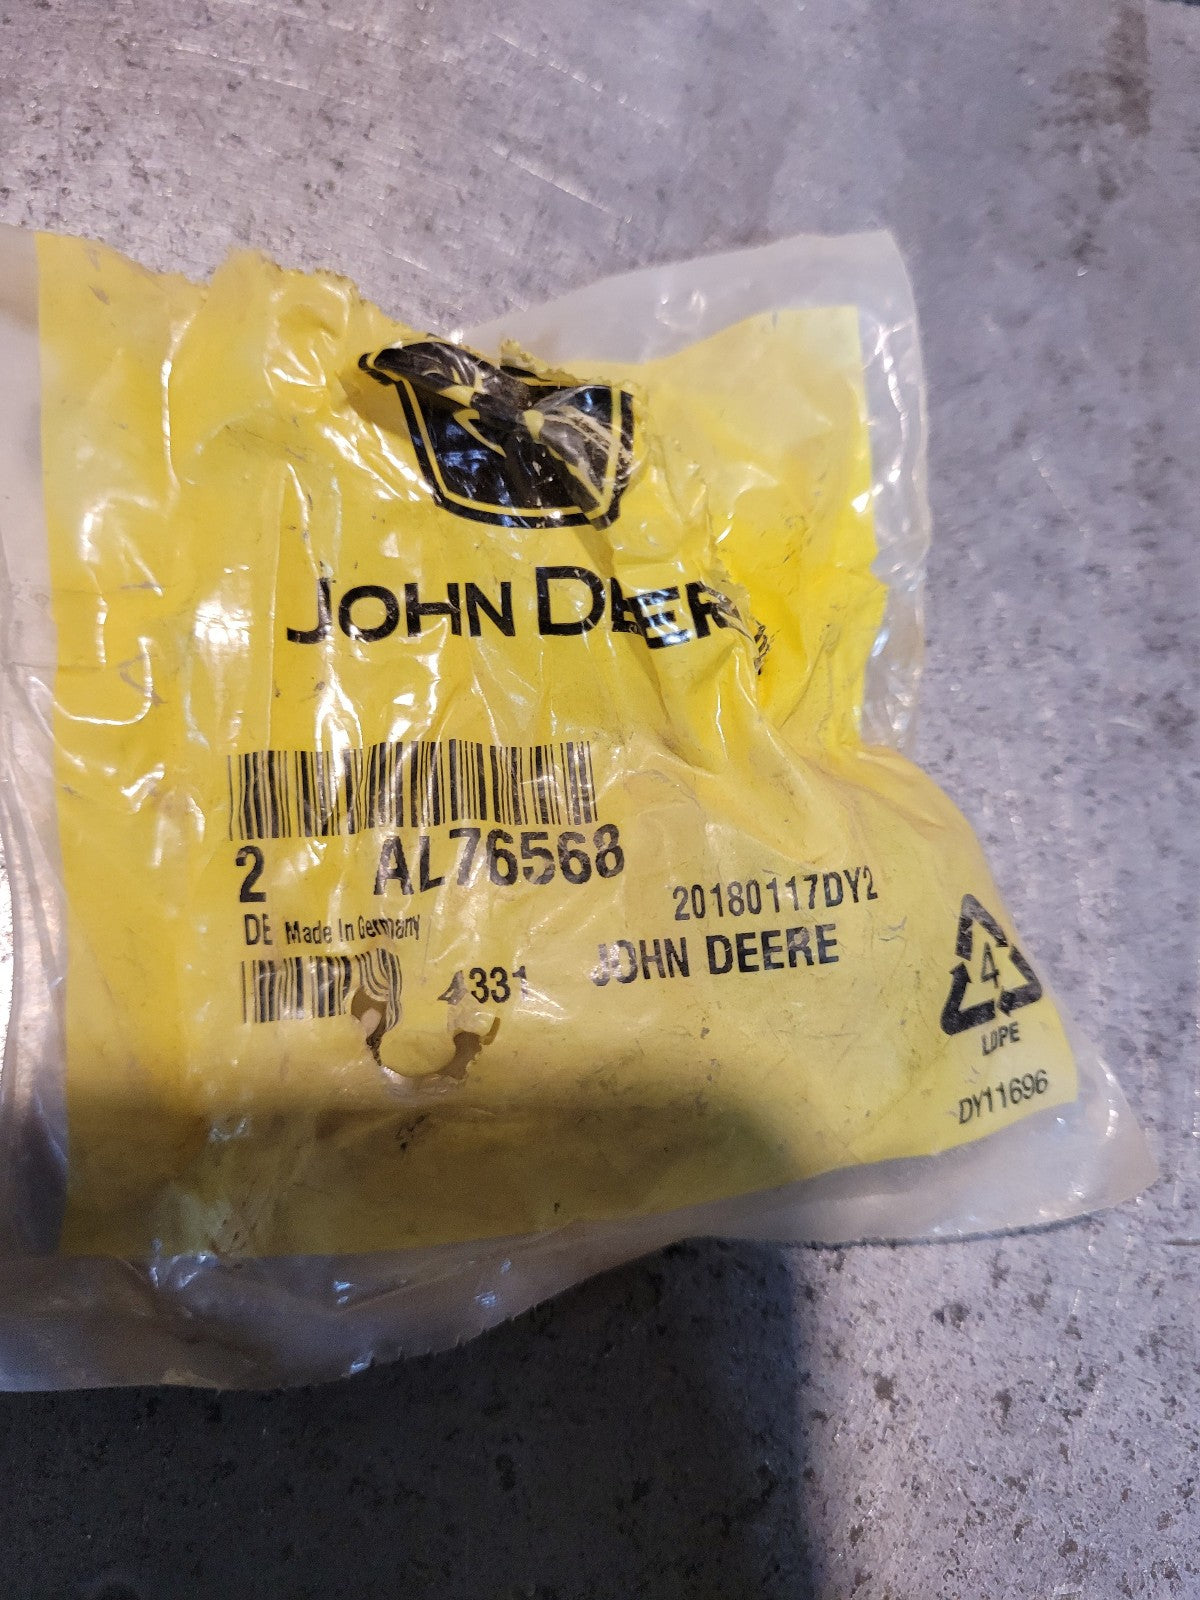 JOHN DEERE
2 AL76568
DE Made In Germany
20180117DY2
4331 JOHN DEERE
4
LDPE
DY11696